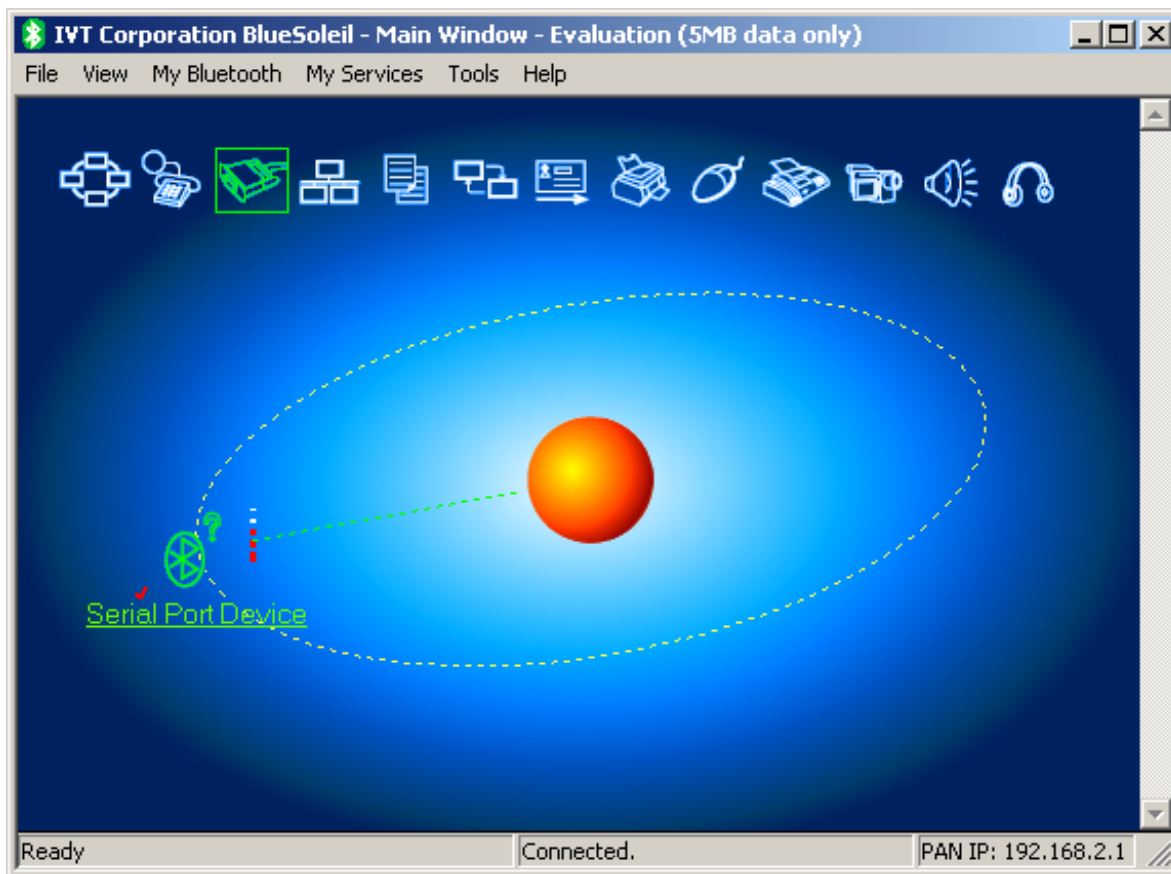 IVT Corporation BlueSoleil - Main Window - Evaluation (5MB data only)
File View My Bluetooth My Services Tools Help
?
Serial Port Device
Ready Connected. PAN IP: 192.168.2.1